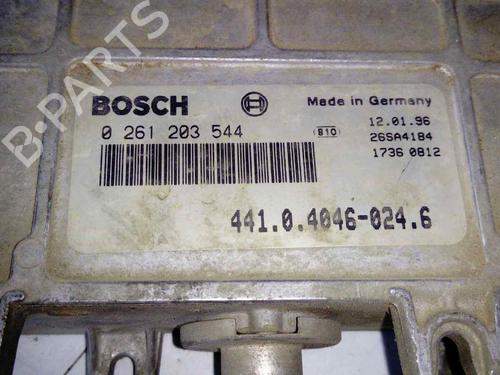 BOSCH
Made in Germany
0 261 203 544
B10
12.01.96
26SA4184
1736 0812
441.0.4046-024.6
B-PARTS